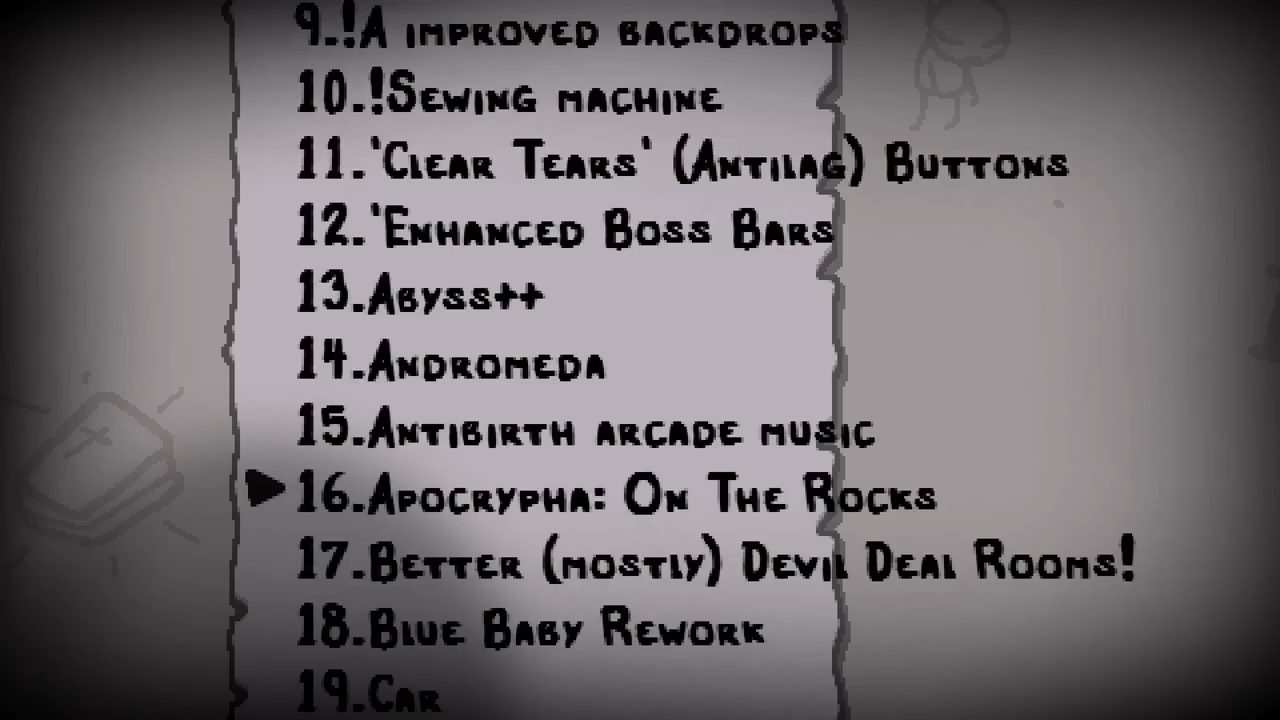 9.!A improved backdrops
10.!Sewing machine
11.'Clear Tears' (Antilag) Buttons
12.'Enhanced Boss Bars
13.Abyss++
14.Andromeda
15.Antibirth arcade music
16.Apocrypha: On The Rocks
17.Better (mostly) Devil Deal Rooms!
18.Blue Baby Rework
19.Car